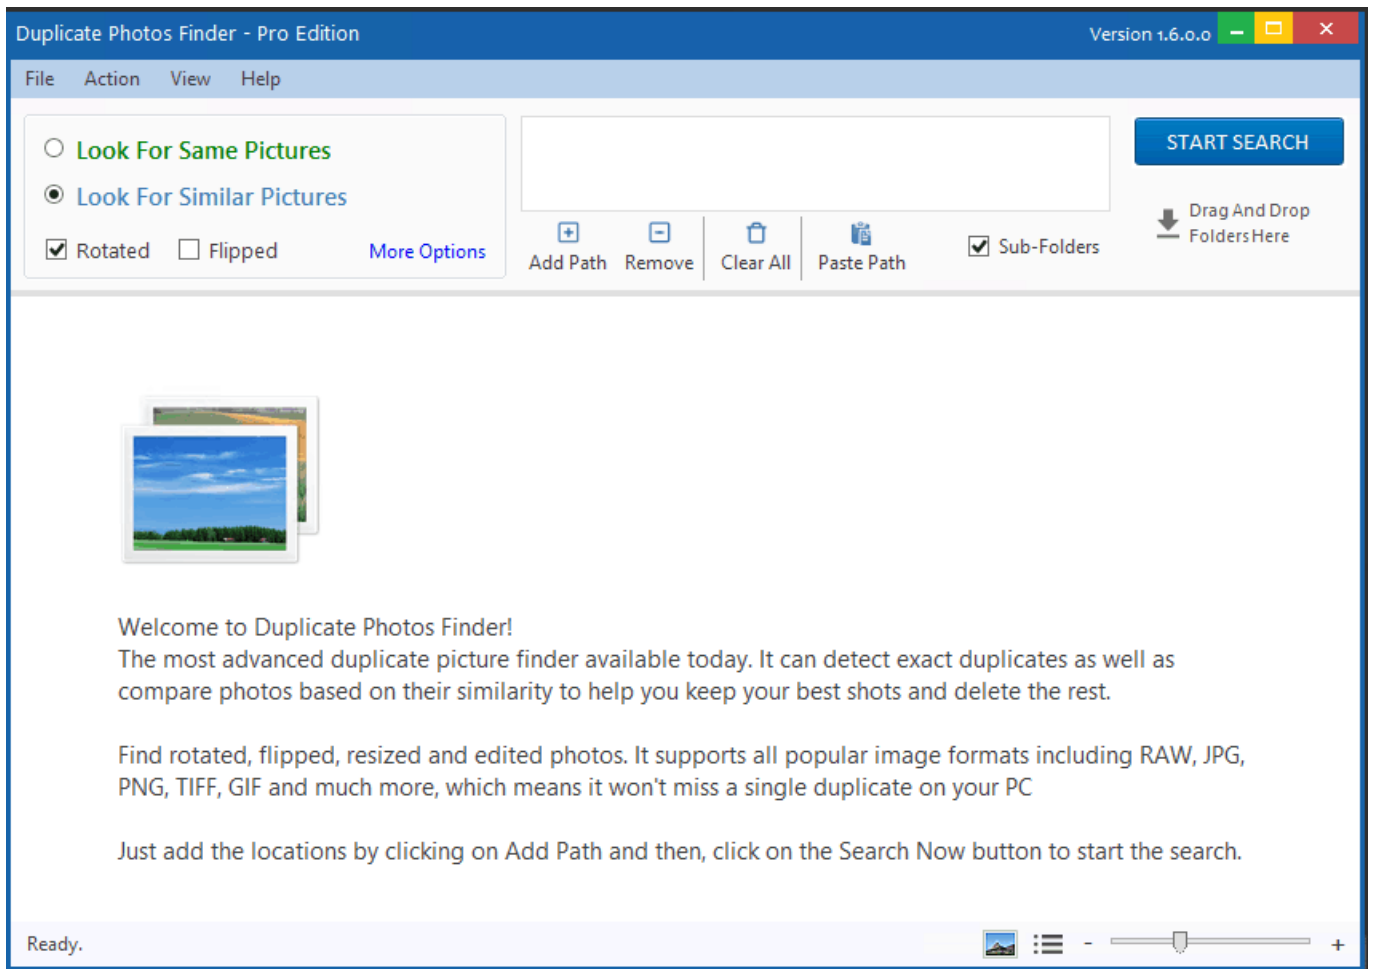 Duplicate Photos Finder - Pro Edition
Version 1.6.0.0
File Action View Help
Look For Same Pictures
Look For Similar Pictures
Rotated Flipped More Options
Add Path Remove Clear All Paste Path
Sub-Folders
START SEARCH
Drag And Drop
Folders Here
Welcome to Duplicate Photos Finder!
The most advanced duplicate picture finder available today. It can detect exact duplicates as well as
compare photos based on their similarity to help you keep your best shots and delete the rest.
Find rotated, flipped, resized and edited photos. It supports all popular image formats including RAW, JPG,
PNG, TIFF, GIF and much more, which means it won't miss a single duplicate on your PC
Just add the locations by clicking on Add Path and then, click on the Search Now button to start the search.
Ready.
- +